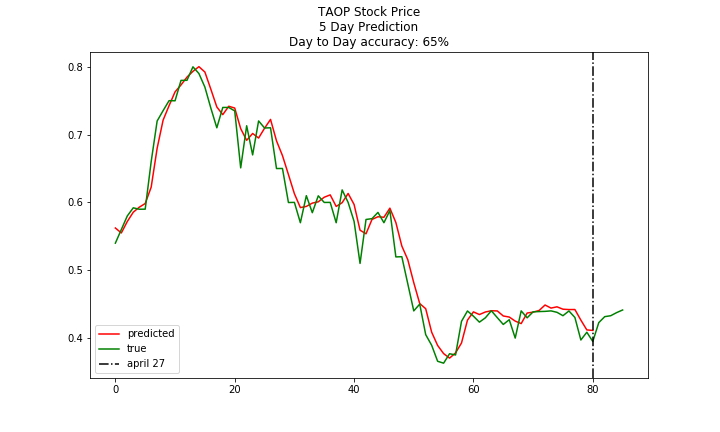 TAOP Stock Price
5 Day Prediction
Day to Day accuracy: 65%
0.8
0.7
0.6
0.5
0.4
predicted
true
april 27
0 20 40 60 80